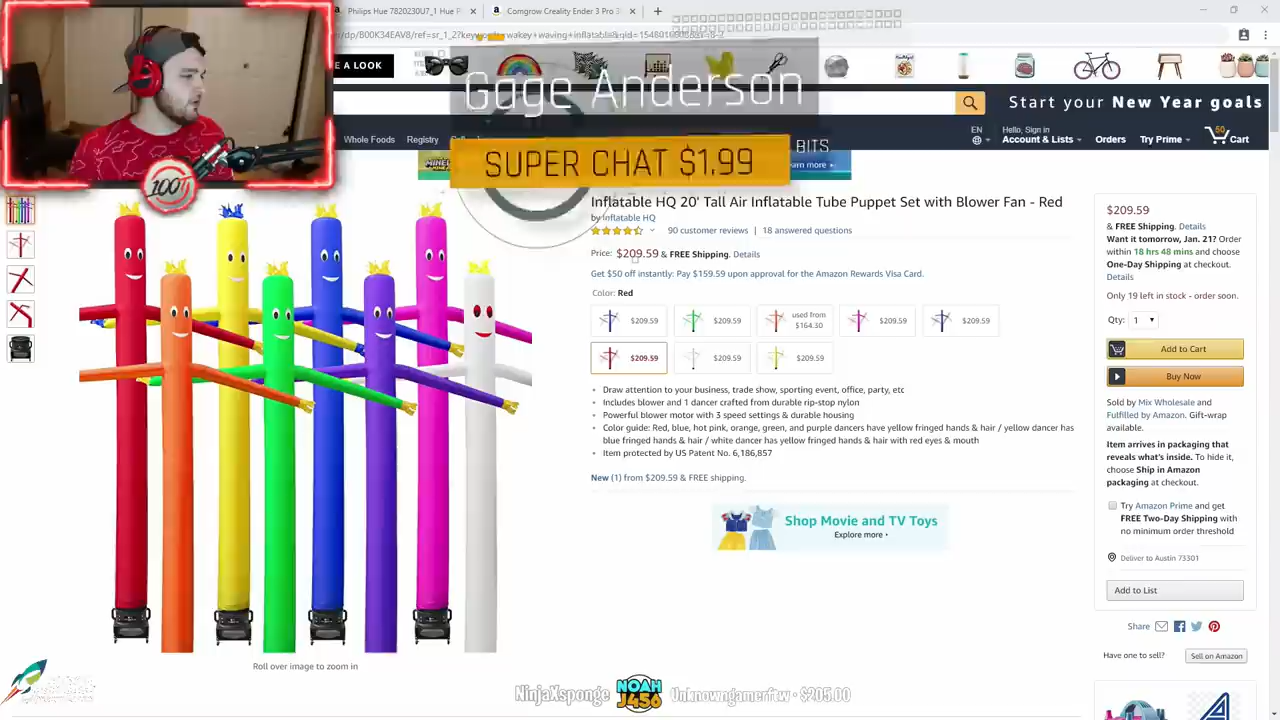 Philips Hue 7820230U7_1 Hue P
Comgrow Creality Ender 3 Pro 3
E A LOOK
Start your New Year goals
Whole Foods
Registry
EN
Hello, Sign in
Account & Lists
Orders
Try Prime
50
Cart
Gage Anderson
SUPER CHAT $1.99
BITS
100T
Inflatable HQ 20' Tall Air Inflatable Tube Puppet Set with Blower Fan - Red
by Inflatable HQ
90 customer reviews | 18 answered questions
Price: $209.59 & FREE Shipping. Details
Get $50 off instantly: Pay $159.59 upon approval for the Amazon Rewards Visa Card.
Color: Red
$209.59
$209.59
used from
$164.50
$209.59
$209.59
$209.59
$209.59
$209.59
Draw attention to your business, trade show, sporting event, office, party, etc
Includes blower and 1 dancer crafted from durable rip-stop nylon
Powerful blower motor with 3 speed settings & durable housing
Color guide: Red, blue, hot pink, orange, green, and purple dancers have yellow fringed hands & hair / yellow dancer has
blue fringed hands & hair / white dancer has yellow fringed hands & hair with red eyes & mouth
Item protected by US Patent No. 6,186,857
New (1) from $209.59 & FREE shipping.
Shop Movie and TV Toys
Explore more
$209.59
& FREE Shipping. Details
Want it tomorrow, Jan. 21? Order
within 18 hrs 48 mins and choose
One-Day Shipping at checkout.
Details
Only 19 left in stock - order soon.
Qty: 1
Add to Cart
Buy Now
Sold by Mix Wholesale and
Fulfilled by Amazon. Gift-wrap
available.
Item arrives in packaging that
reveals what's inside. To hide it,
choose Ship in Amazon
packaging at checkout.
Try Amazon Prime and get
FREE Two-Day Shipping with
no minimum order threshold
Deliver to Austin 73301
Add to List
Share
Have one to sell?
Sell on Amazon
Roll over image to zoom in
NinjaXsponge
NOAH
J456
Unknowngamerftw - $205.00